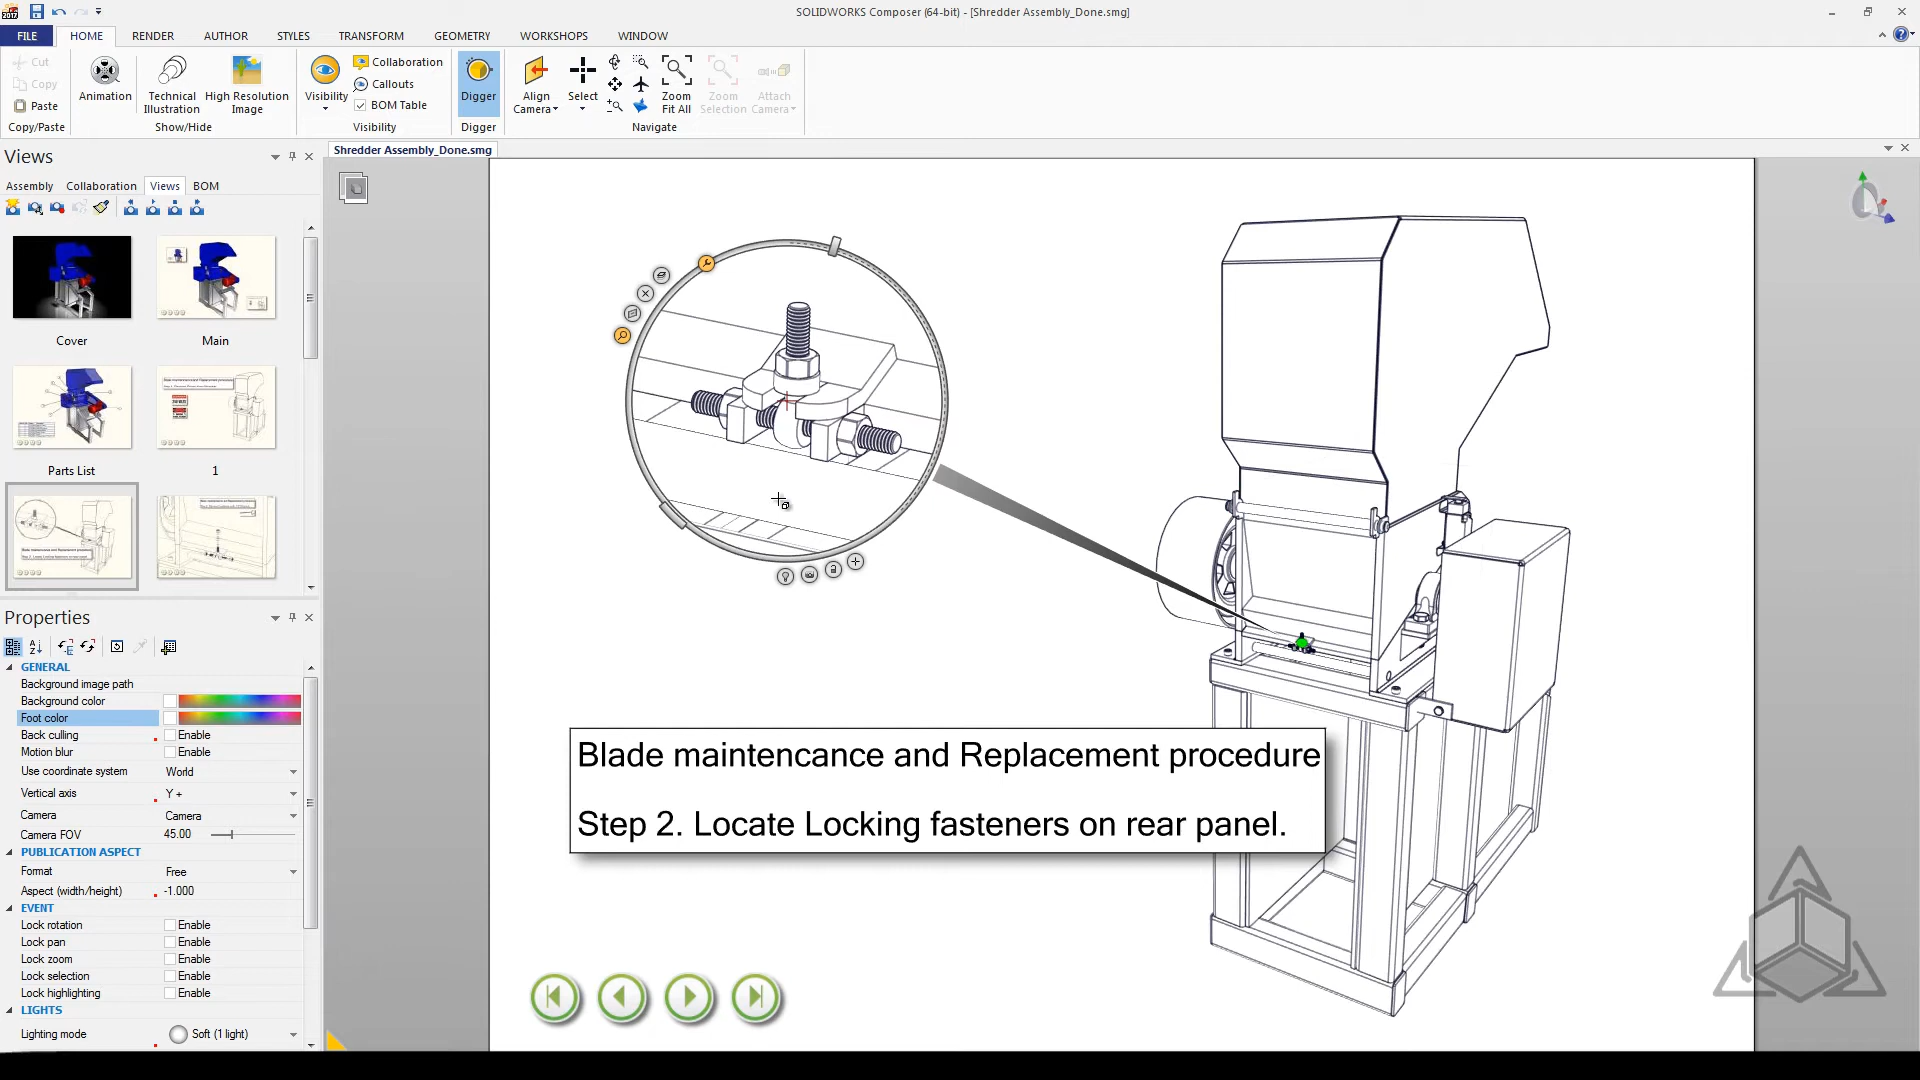 SOLIDWORKS Composer (64-bit) - [Shredder Assembly_Done.smg]
FILE HOME RENDER AUTHOR STYLES TRANSFORM GEOMETRY WORKSHOPS WINDOW
Cut
Copy
Paste
Copy/Paste
Animation
Technical Illustration
High Resolution Image
Show/Hide
Visibility
Collaboration
Callouts
BOM Table
Visibility
Digger
Digger
Align Camera
Select
Zoom Fit All
Zoom Selection
Attach Camera
Navigate
Views
Assembly Collaboration Views BOM
Cover
Main
Parts List
1
Properties
GENERAL
Background image path
Background color
Foot color
Back culling Enable
Motion blur Enable
Use coordinate system World
Vertical axis Y +
Camera Camera
Camera FOV 45.00
PUBLICATION ASPECT
Format Free
Aspect (width/height) -1.000
EVENT
Lock rotation Enable
Lock pan Enable
Lock zoom Enable
Lock selection Enable
Lock highlighting Enable
LIGHTS
Lighting mode Soft (1 light)
Shredder Assembly_Done.smg
Blade maintencance and Replacement procedure
Step 2. Locate Locking fasteners on rear panel.